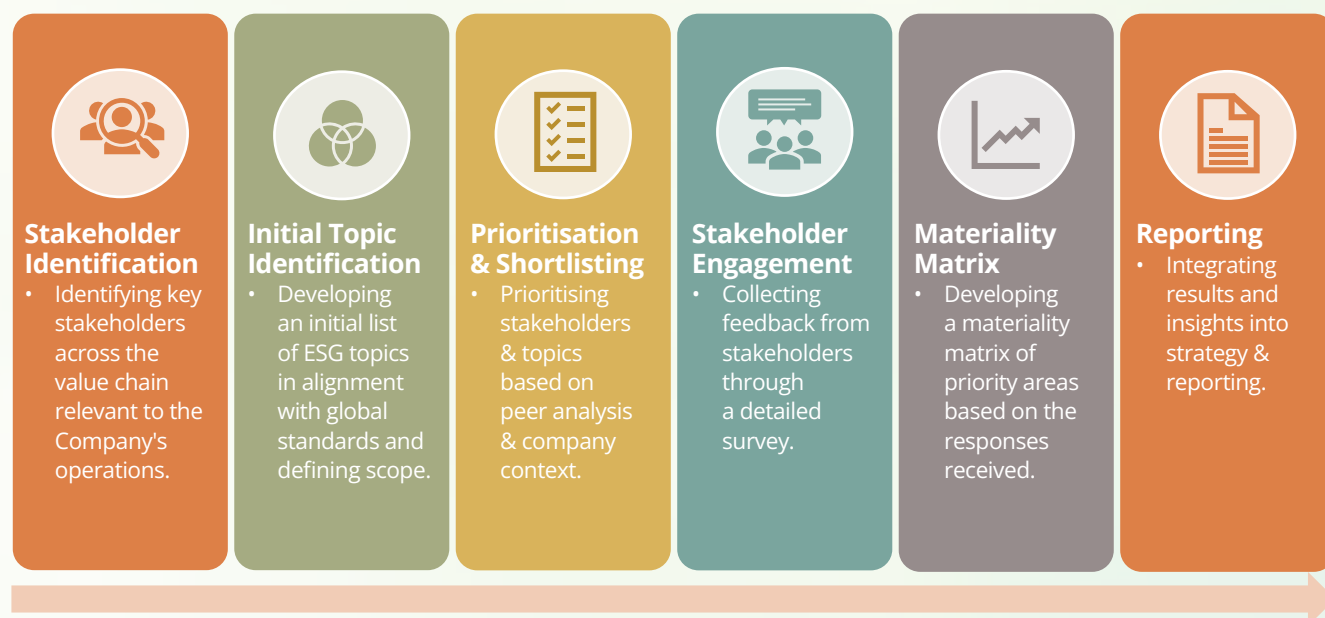 Stakeholder
Identification
• Identifying key
stakeholders
across the
value chain
relevant to the
Company's
operations.
Initial Topic
Identification
• Developing
an initial list
of ESG topics
in alignment
with global
standards and
defining scope.
Prioritisation
& Shortlisting
• Prioritising
stakeholders
& topics
based on
peer analysis
& company
context.
Stakeholder
Engagement
• Collecting
feedback from
stakeholders
through
a detailed
survey.
Materiality
Matrix
• Developing
a materiality
matrix of
priority areas
based on the
responses
received.
Reporting
• Integrating
results and
insights into
strategy &
reporting.